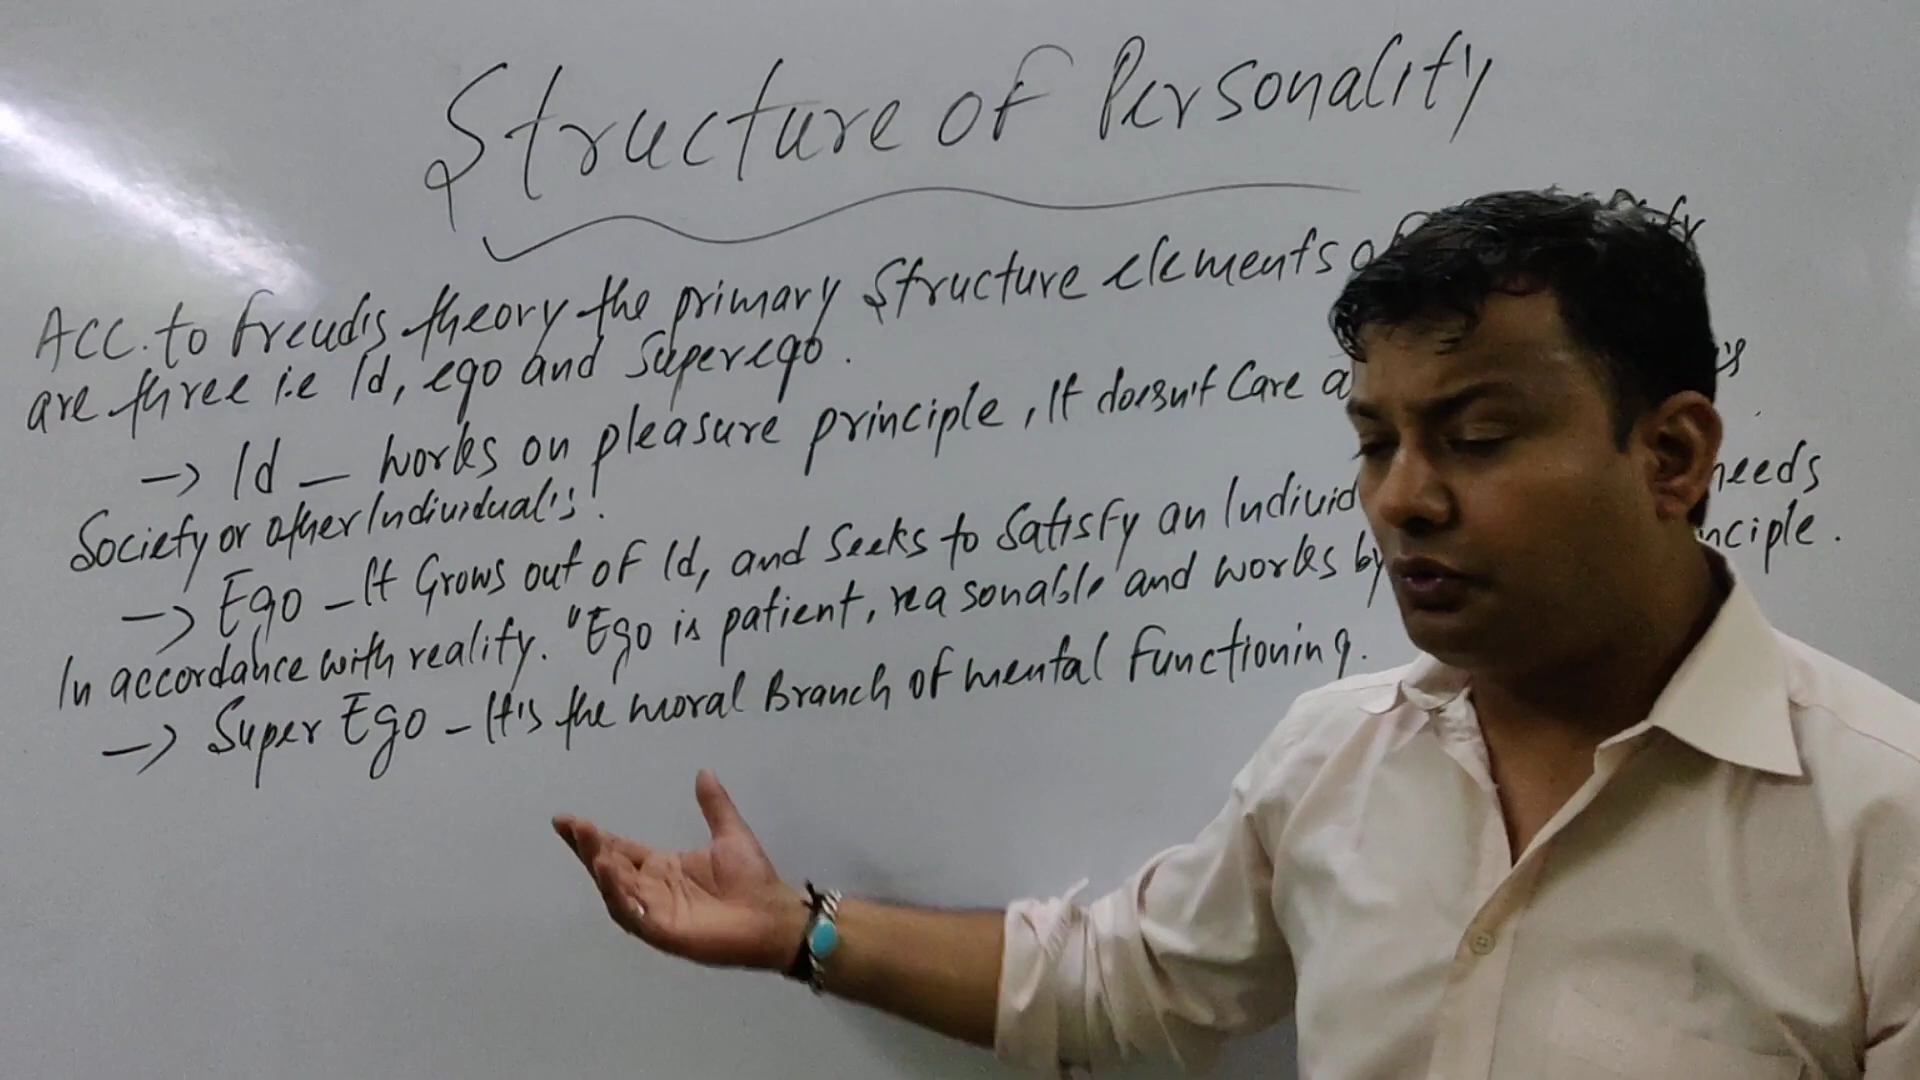 Structure of Personality
Acc. to Freud's theory the primary Structure elements
are three i.e Id, ego and Superego.
→ Id – works on pleasure principle, It doesn't Care
Society or other Individual's!
→ Ego – It Grows out of Id, and Seeks to Satisfy an needs
In accordance with reality. "Ego is patient, reasonable and works by
→ Super Ego – It's the moral Branch of mental Functioning.